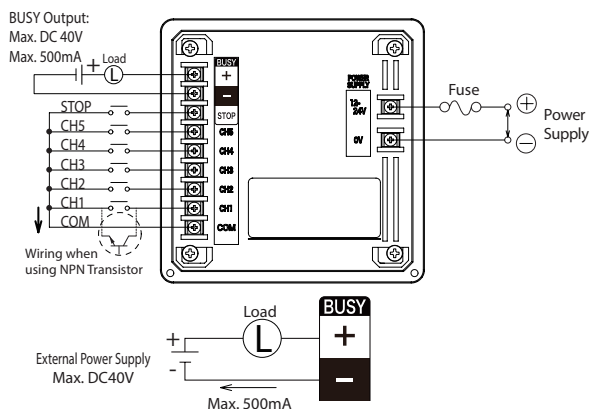 BUSY Output:
Max. DC 40V
Max. 500mA
+
Load
L
STOP
CH5
CH4
CH3
CH2
CH1
COM
Wiring when
using NPN Transistor
BUSY
+
-
STOP
CH5
CH4
CH3
CH2
CH1
COM
POWER
SUPPLY
12-
24V
0V
Fuse
+
-
Power
Supply
External Power Supply
Max. DC40V
+
-
Load
L
Max. 500mA
BUSY
+
-